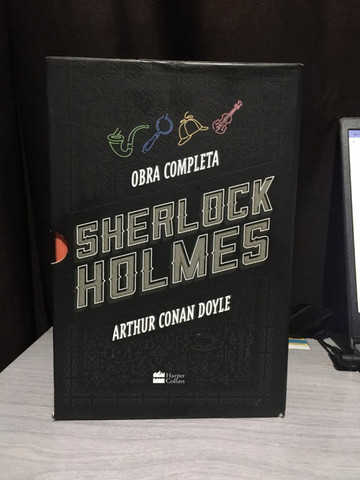 OBRA COMPLETA
SHERLOCK
HOLMES
ARTHUR CONAN DOYLE
Harper
Collins